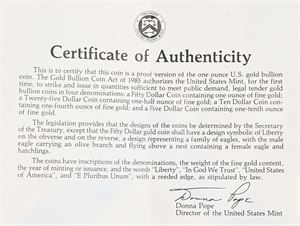 Certificate of Authenticity
This is to certify that this coin is a proof version of the one ounce U.S. gold bullion
coin. The Gold Bullion Coin Act of 1985 authorizes the United States Mint, for the first
time, to strike and issue in quantities sufficient to meet public demand, legal tender gold
bullion coins in four denominations: a Fifty Dollar Coin containing one ounce of fine gold;
a Twenty-five Dollar Coin containing one-half ounce of fine gold; a Ten Dollar Coin con-
taining one-fourth ounce of fine gold; and a Five Dollar Coin containing one-tenth ounce
of fine gold.
The legislation provides that the designs of the coins be determined by the Secretary
of the Treasury, except that the Fifty Dollar gold coin shall have a design symbolic of Liberty
on the obverse and on the reverse, a design representing a family of eagles, with the male
eagle carrying an olive branch and flying above a nest containing a female eagle and
hatchlings.
The coins have inscriptions of the denomination, the weight of the fine gold content,
the year of minting or issuance, and the words "Liberty", "In God We Trust", "United States
of America", and "E Pluribus Unum", with a reeded edge, as stipulated by law.
Donna Pope
Donna Pope
Director of the United States Mint